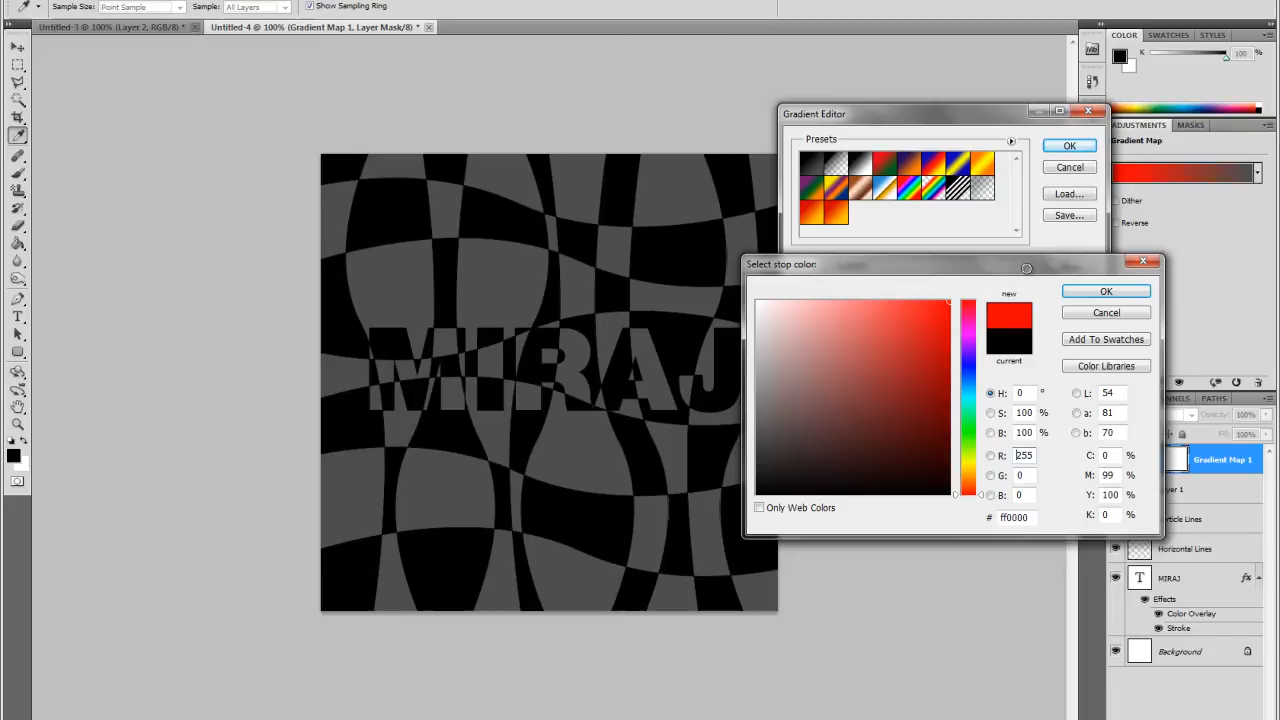 Sample Size: Point Sample Sample: All Layers Show Sampling Ring
Untitled-3 @ 100% (Layer 2, RGB/8) * Untitled-4 @ 100% (Gradient Map 1, Layer Mask/8) *
COLOR SWATCHES STYLES
K 100 %
Gradient Editor
Presets
OK
Cancel
Load...
Save...
ADJUSTMENTS MASKS
Gradient Map
Dither
Reverse
MIRAJ
Select stop color:
new
current
OK
Cancel
Add To Swatches
Color Libraries
H: 0 ° L: 54
S: 100 % a: 81
B: 100 % b: 70
R: 255 C: 0 %
G: 0 M: 99 %
B: 0 Y: 100 %
# ff0000 K: 0 %
Only Web Colors
PATHS
Opacity: 100%
Fill: 100%
Gradient Map 1
Horizontal Lines
T MIRAJ fx
Effects
Color Overlay
Stroke
Background